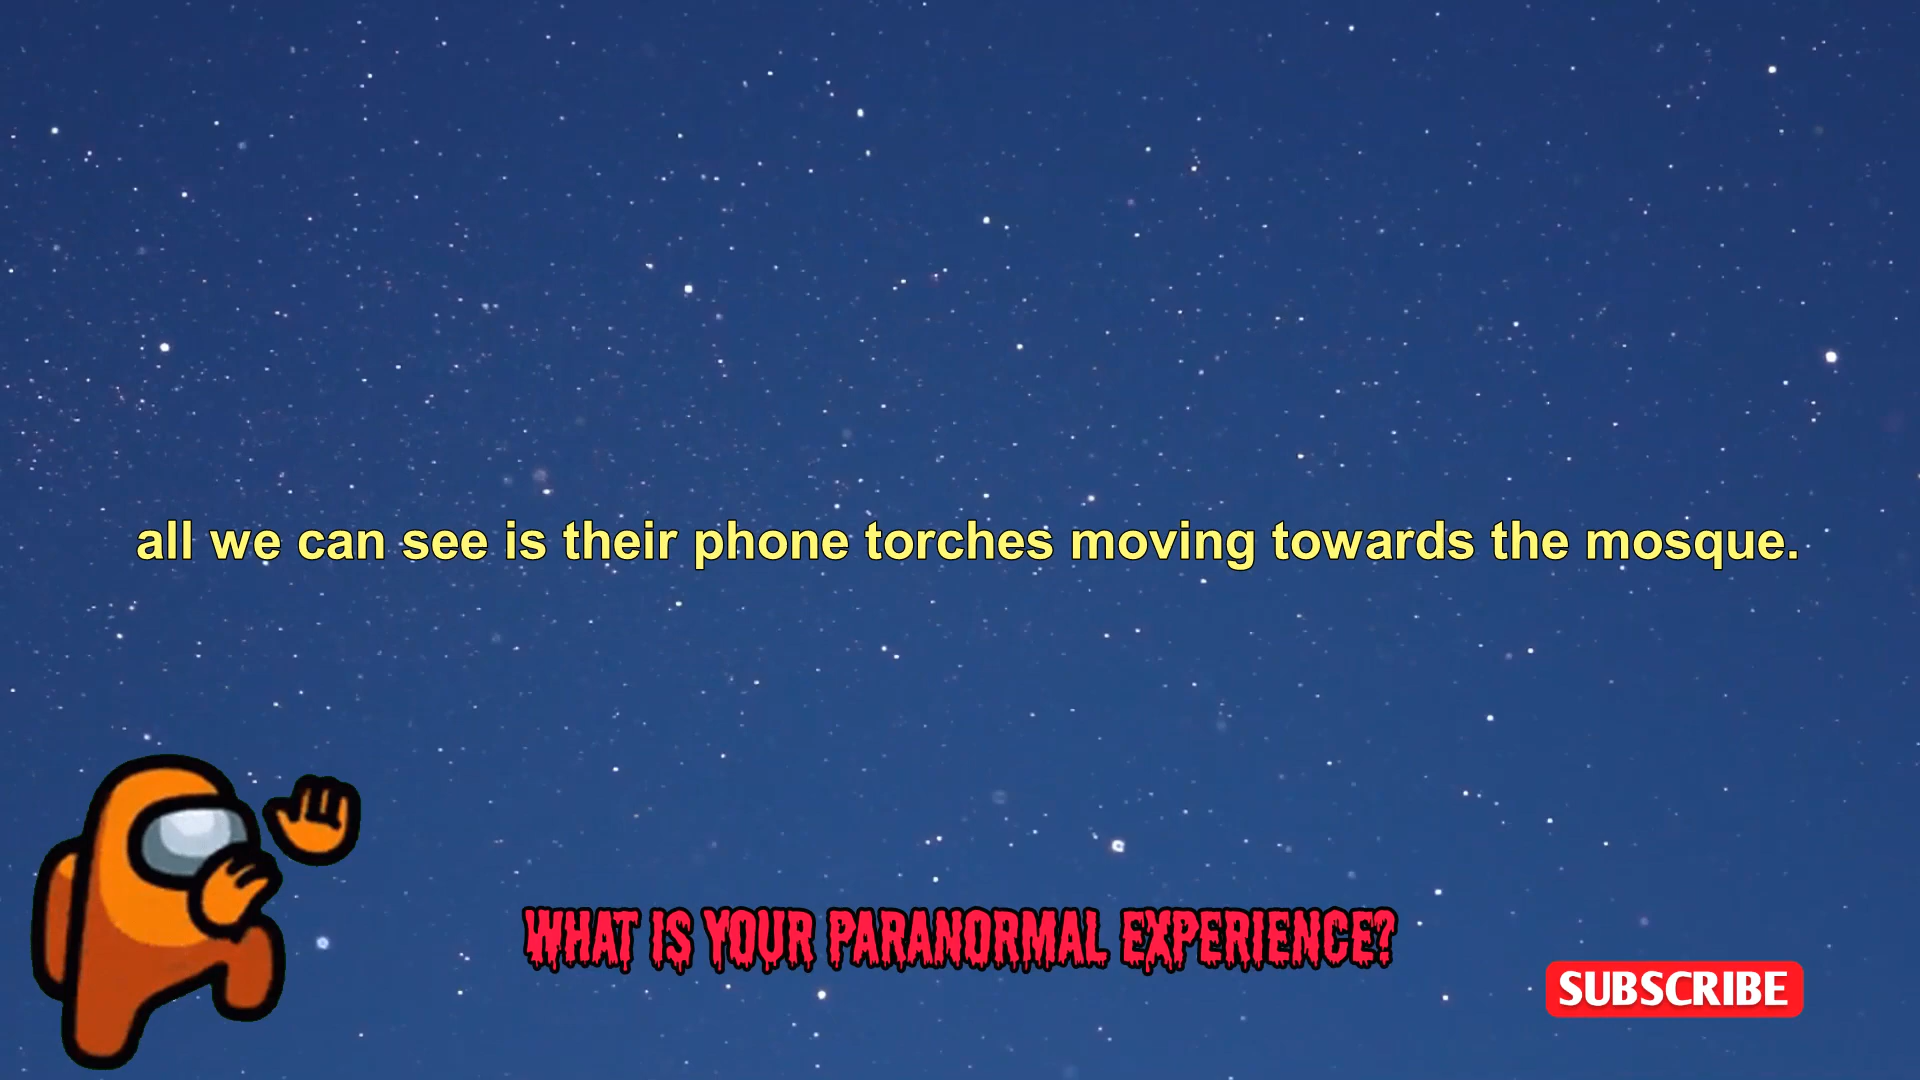 all we can see is their phone torches moving towards the mosque.
WHAT IS YOUR PARANORMAL EXPERIENCE?
SUBSCRIBE